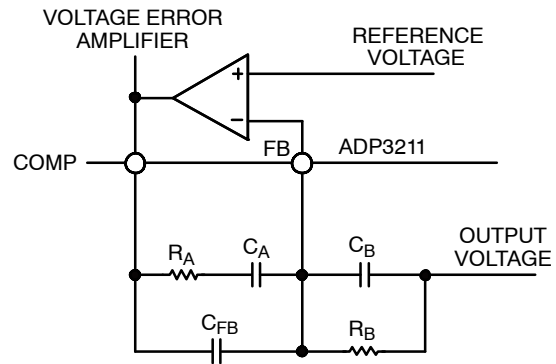 VOLTAGE ERROR
AMPLIFIER
REFERENCE
VOLTAGE
+
−
FB
ADP3211
COMP
OUTPUT
VOLTAGE
RA
CA
CB
CFB
RB